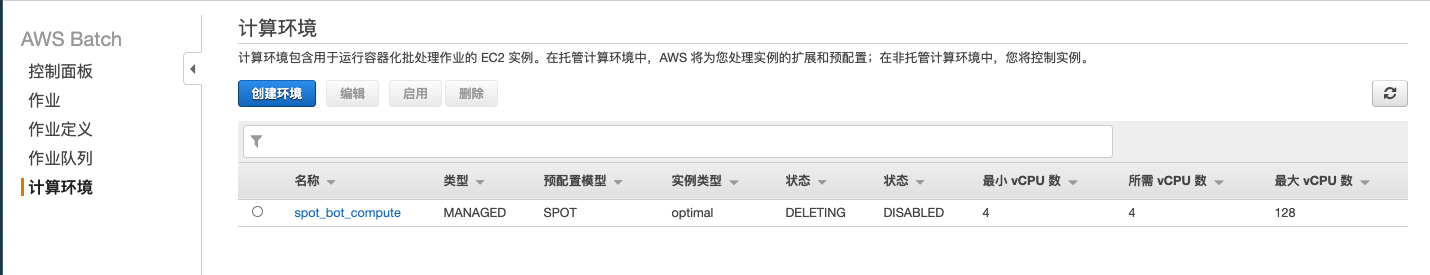 AWS Batch
控制面板
作业
作业定义
作业队列
计算环境
计算环境
计算环境包含用于运行容器化批处理作业的 EC2 实例。在托管计算环境中，AWS 将为您处理实例的扩展和预配置；在非托管计算环境中，您将控制实例。
创建环境 编辑 启用 删除
名称 类型 预配置模型 实例类型 状态 状态 最小 vCPU 数 所需 vCPU 数 最大 vCPU 数
spot_bot_compute MANAGED SPOT optimal DELETING DISABLED 4 4 128